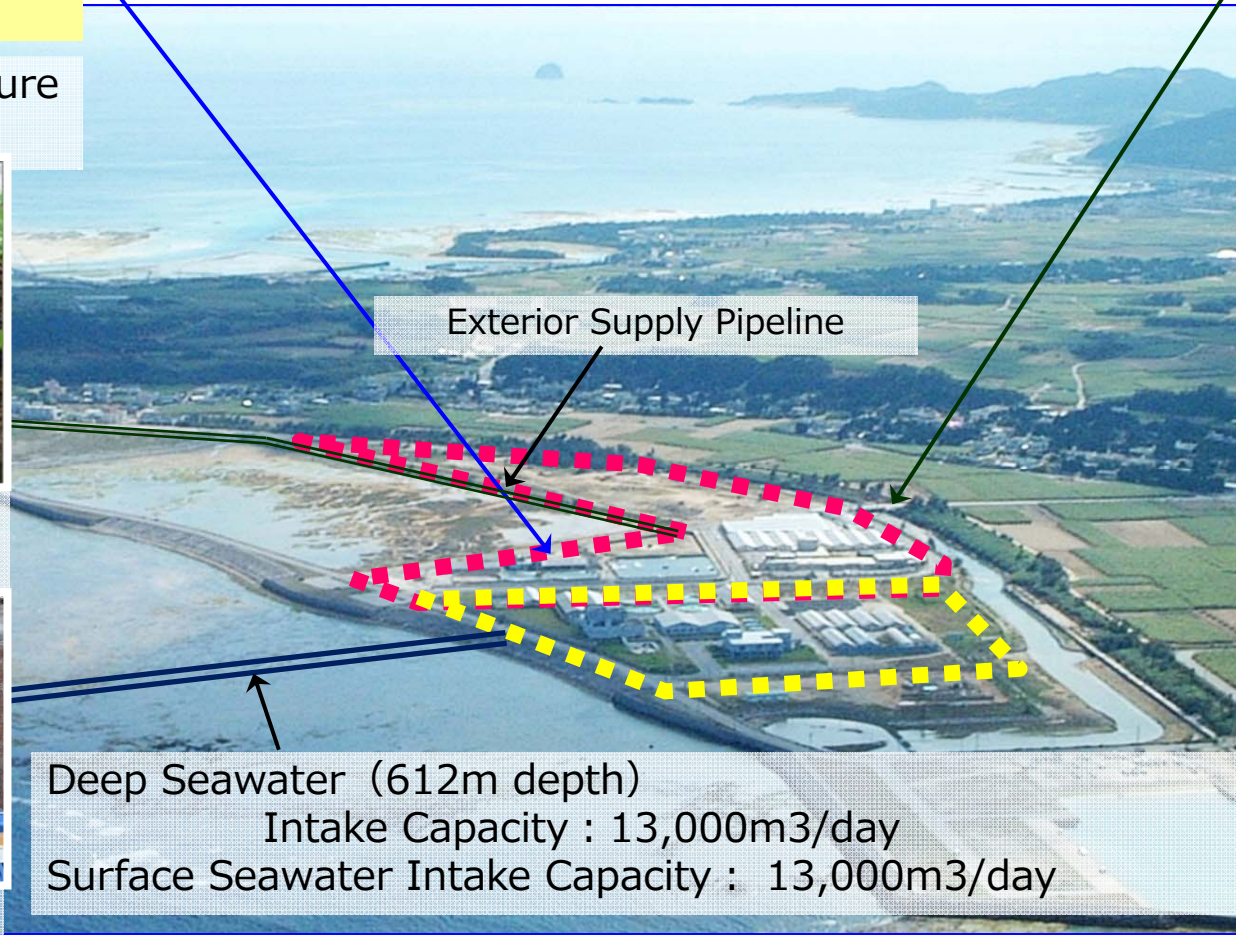 ure
Exterior Supply Pipeline
Deep Seawater（612m depth）
Intake Capacity : 13,000m3/day
Surface Seawater Intake Capacity : 13,000m3/day